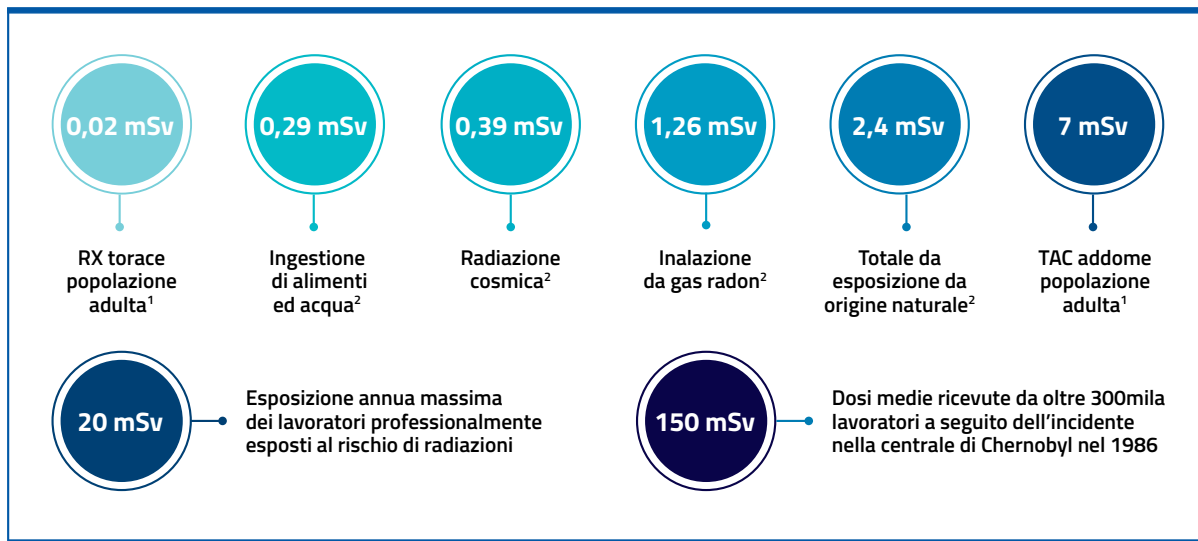 0,02 mSv
RX torace
popolazione
adulta¹
0,29 mSv
Ingestione
di alimenti
ed acqua²
0,39 mSv
Radiazione
cosmica²
1,26 mSv
Inalazione
da gas radon²
2,4 mSv
Totale da
esposizione da
origine naturale²
7 mSv
TAC addome
popolazione
adulta¹
20 mSv
Esposizione annua massima
dei lavoratori professionalmente
esposti al rischio di radiazioni
150 mSv
Dosi medie ricevute da oltre 300mila
lavoratori a seguito dell’incidente
nella centrale di Chernobyl nel 1986